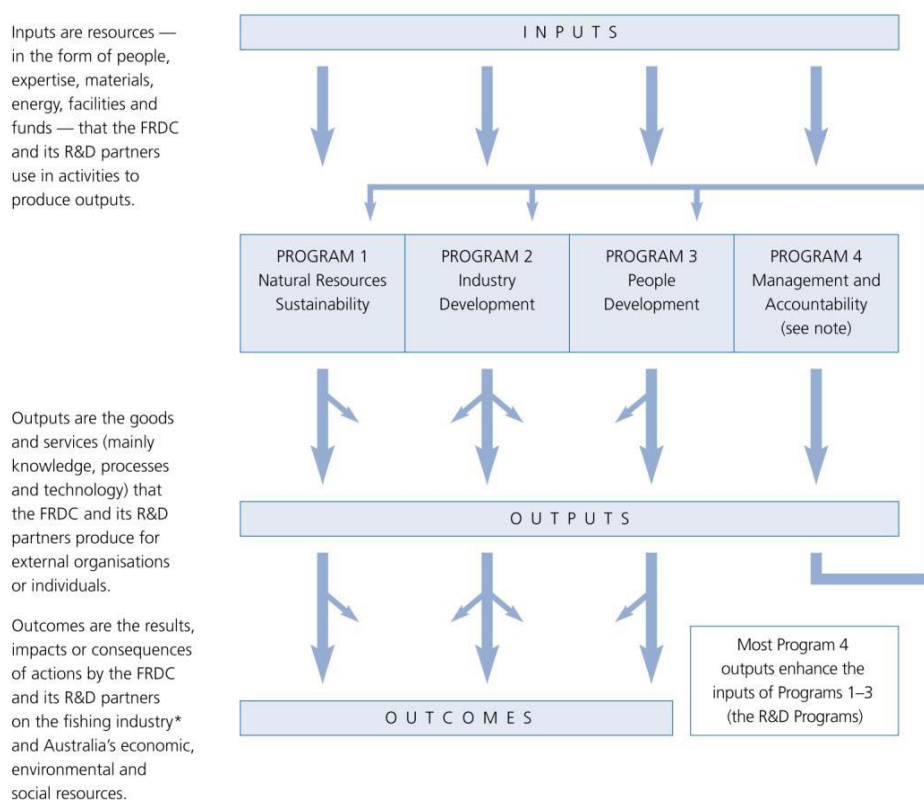 Inputs are resources —
in the form of people,
expertise, materials,
energy, facilities and
funds — that the FRDC
and its R&D partners
use in activities to
produce outputs.
INPUTS
PROGRAM 1
Natural Resources
Sustainability
PROGRAM 2
Industry
Development
PROGRAM 3
People
Development
PROGRAM 4
Management and
Accountability
(see note)
Outputs are the goods
and services (mainly
knowledge, processes
and technology) that
the FRDC and its R&D
partners produce for
external organisations
or individuals.
OUTPUTS
Outcomes are the results,
impacts or consequences
of actions by the FRDC
and its R&D partners
on the fishing industry*
and Australia’s economic,
environmental and
social resources.
OUTCOMES
Most Program 4
outputs enhance the
inputs of Programs 1–3
(the R&D Programs)